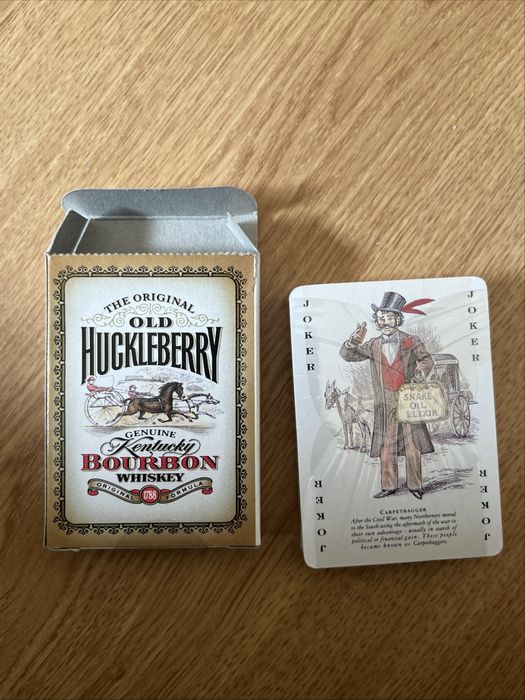 THE ORIGINAL
OLD
HUCKLEBERRY
GENUINE
Kentucky
BOURBON
WHISKEY
ORIGINAL 1788 FORMULA
JOKER
JOKER
SNAKE
OIL
ELIXIR
JOKER
JOKER
CARPETBAGGER
After the Civil War, many Northerners moved
to the South using the aftermath of the war to
their own advantage - usually in search of
political or financial gain. These people
became known as Carpetbaggers.